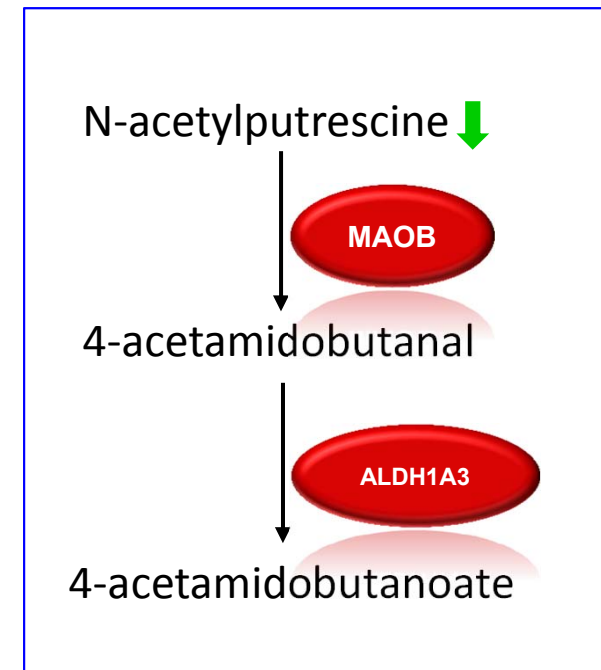 N-acetylputrescine
MAOB
4-acetamidobutanal
ALDH1A3
4-acetamidobutanoate